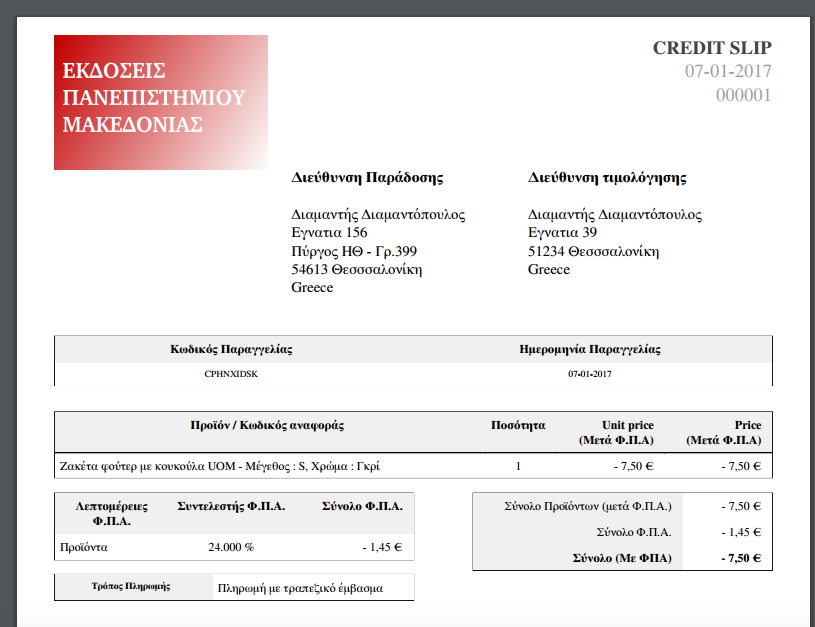 ΕΚΔΟΣΕΙΣ
ΠΑΝΕΠΙΣΤΗΜΙΟΥ
ΜΑΚΕΔΟΝΙΑΣ
CREDIT SLIP
07-01-2017
000001
Διεύθυνση Παράδοσης
Διαμαντής Διαμαντόπουλος
Εγνατια 156
Πύργος ΗΘ - Γρ.399
54613 Θεσσσαλονίκη
Greece
Διεύθυνση τιμολόγησης
Διαμαντής Διαμαντόπουλος
Εγνατια 39
51234 Θεσσσαλονίκη
Greece
Κωδικός Παραγγελίας Ημερομηνία Παραγγελίας
CPHNXIDSK 07-01-2017
Προϊόν / Κωδικός αναφοράς Ποσότητα Unit price (Μετά Φ.Π.Α) Price (Μετά Φ.Π.Α)
Ζακέτα φούτερ με κουκούλα UOM - Μέγεθος : S, Χρώμα : Γκρί 1 - 7,50 € - 7,50 €
Λεπτομέρειες Φ.Π.Α. Συντελεστής Φ.Π.Α. Σύνολο Φ.Π.Α.
Προϊόντα 24.000 % - 1,45 €
Σύνολο Προϊόντων (μετά Φ.Π.Α.) - 7,50 €
Σύνολο Φ.Π.Α. - 1,45 €
Σύνολο (Με ΦΠΑ) - 7,50 €
Τρόπος Πληρωμής Πληρωμή με τραπεζικό έμβασμα